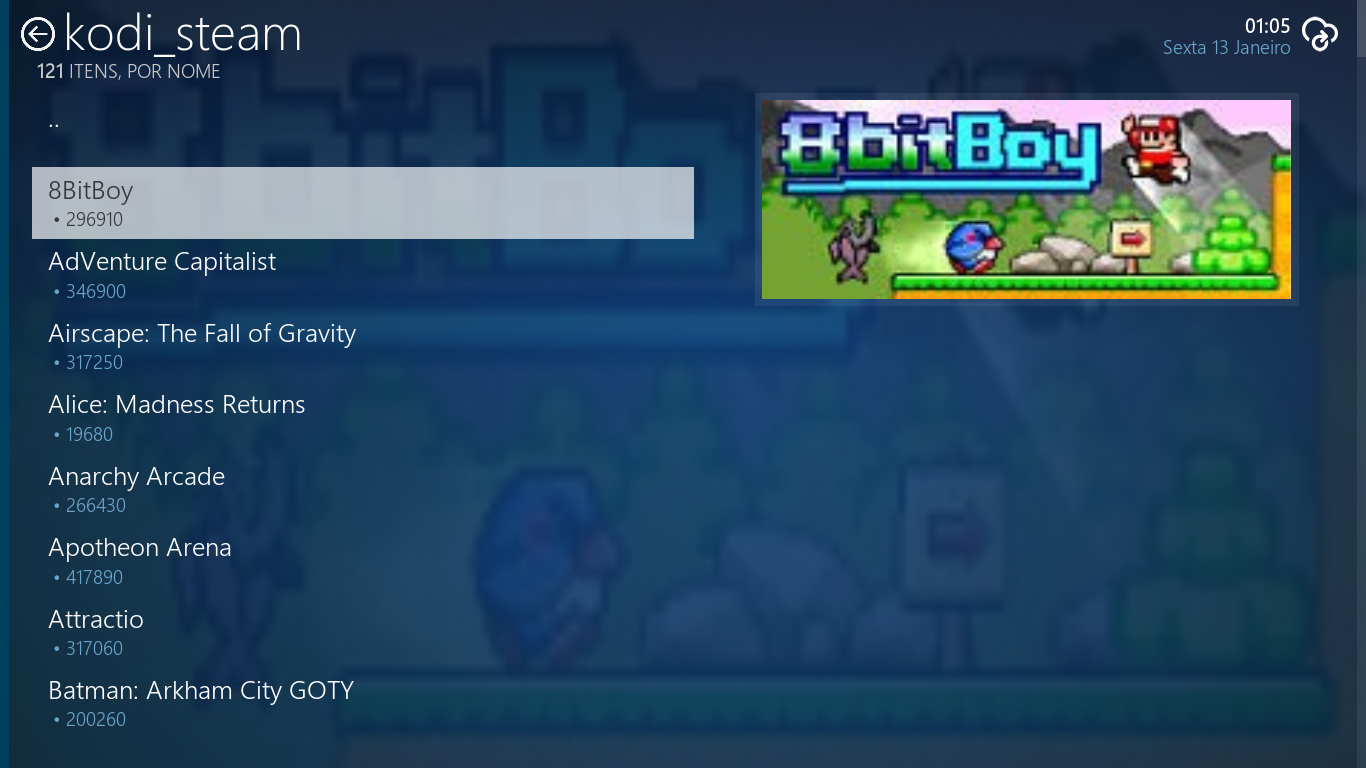 kodi_steam
121 ITENS, POR NOME
01:05
Sexta 13 Janeiro
..
8BitBoy
• 296910
AdVenture Capitalist
• 346900
Airscape: The Fall of Gravity
• 317250
Alice: Madness Returns
• 19680
Anarchy Arcade
• 266430
Apotheon Arena
• 417890
Attractio
• 317060
Batman: Arkham City GOTY
• 200260
8bitBoy